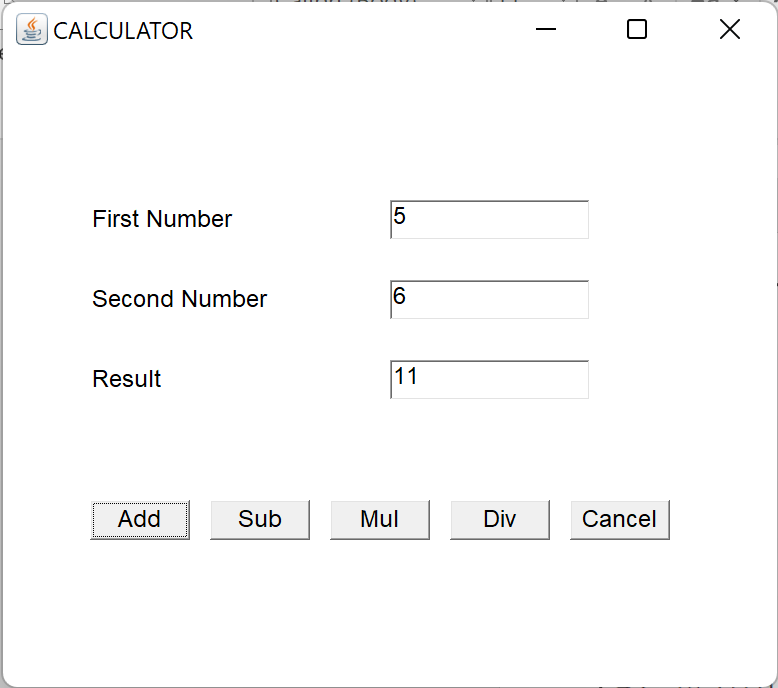 CALCULATOR
First Number 5
Second Number 6
Result 11
Add Sub Mul Div Cancel